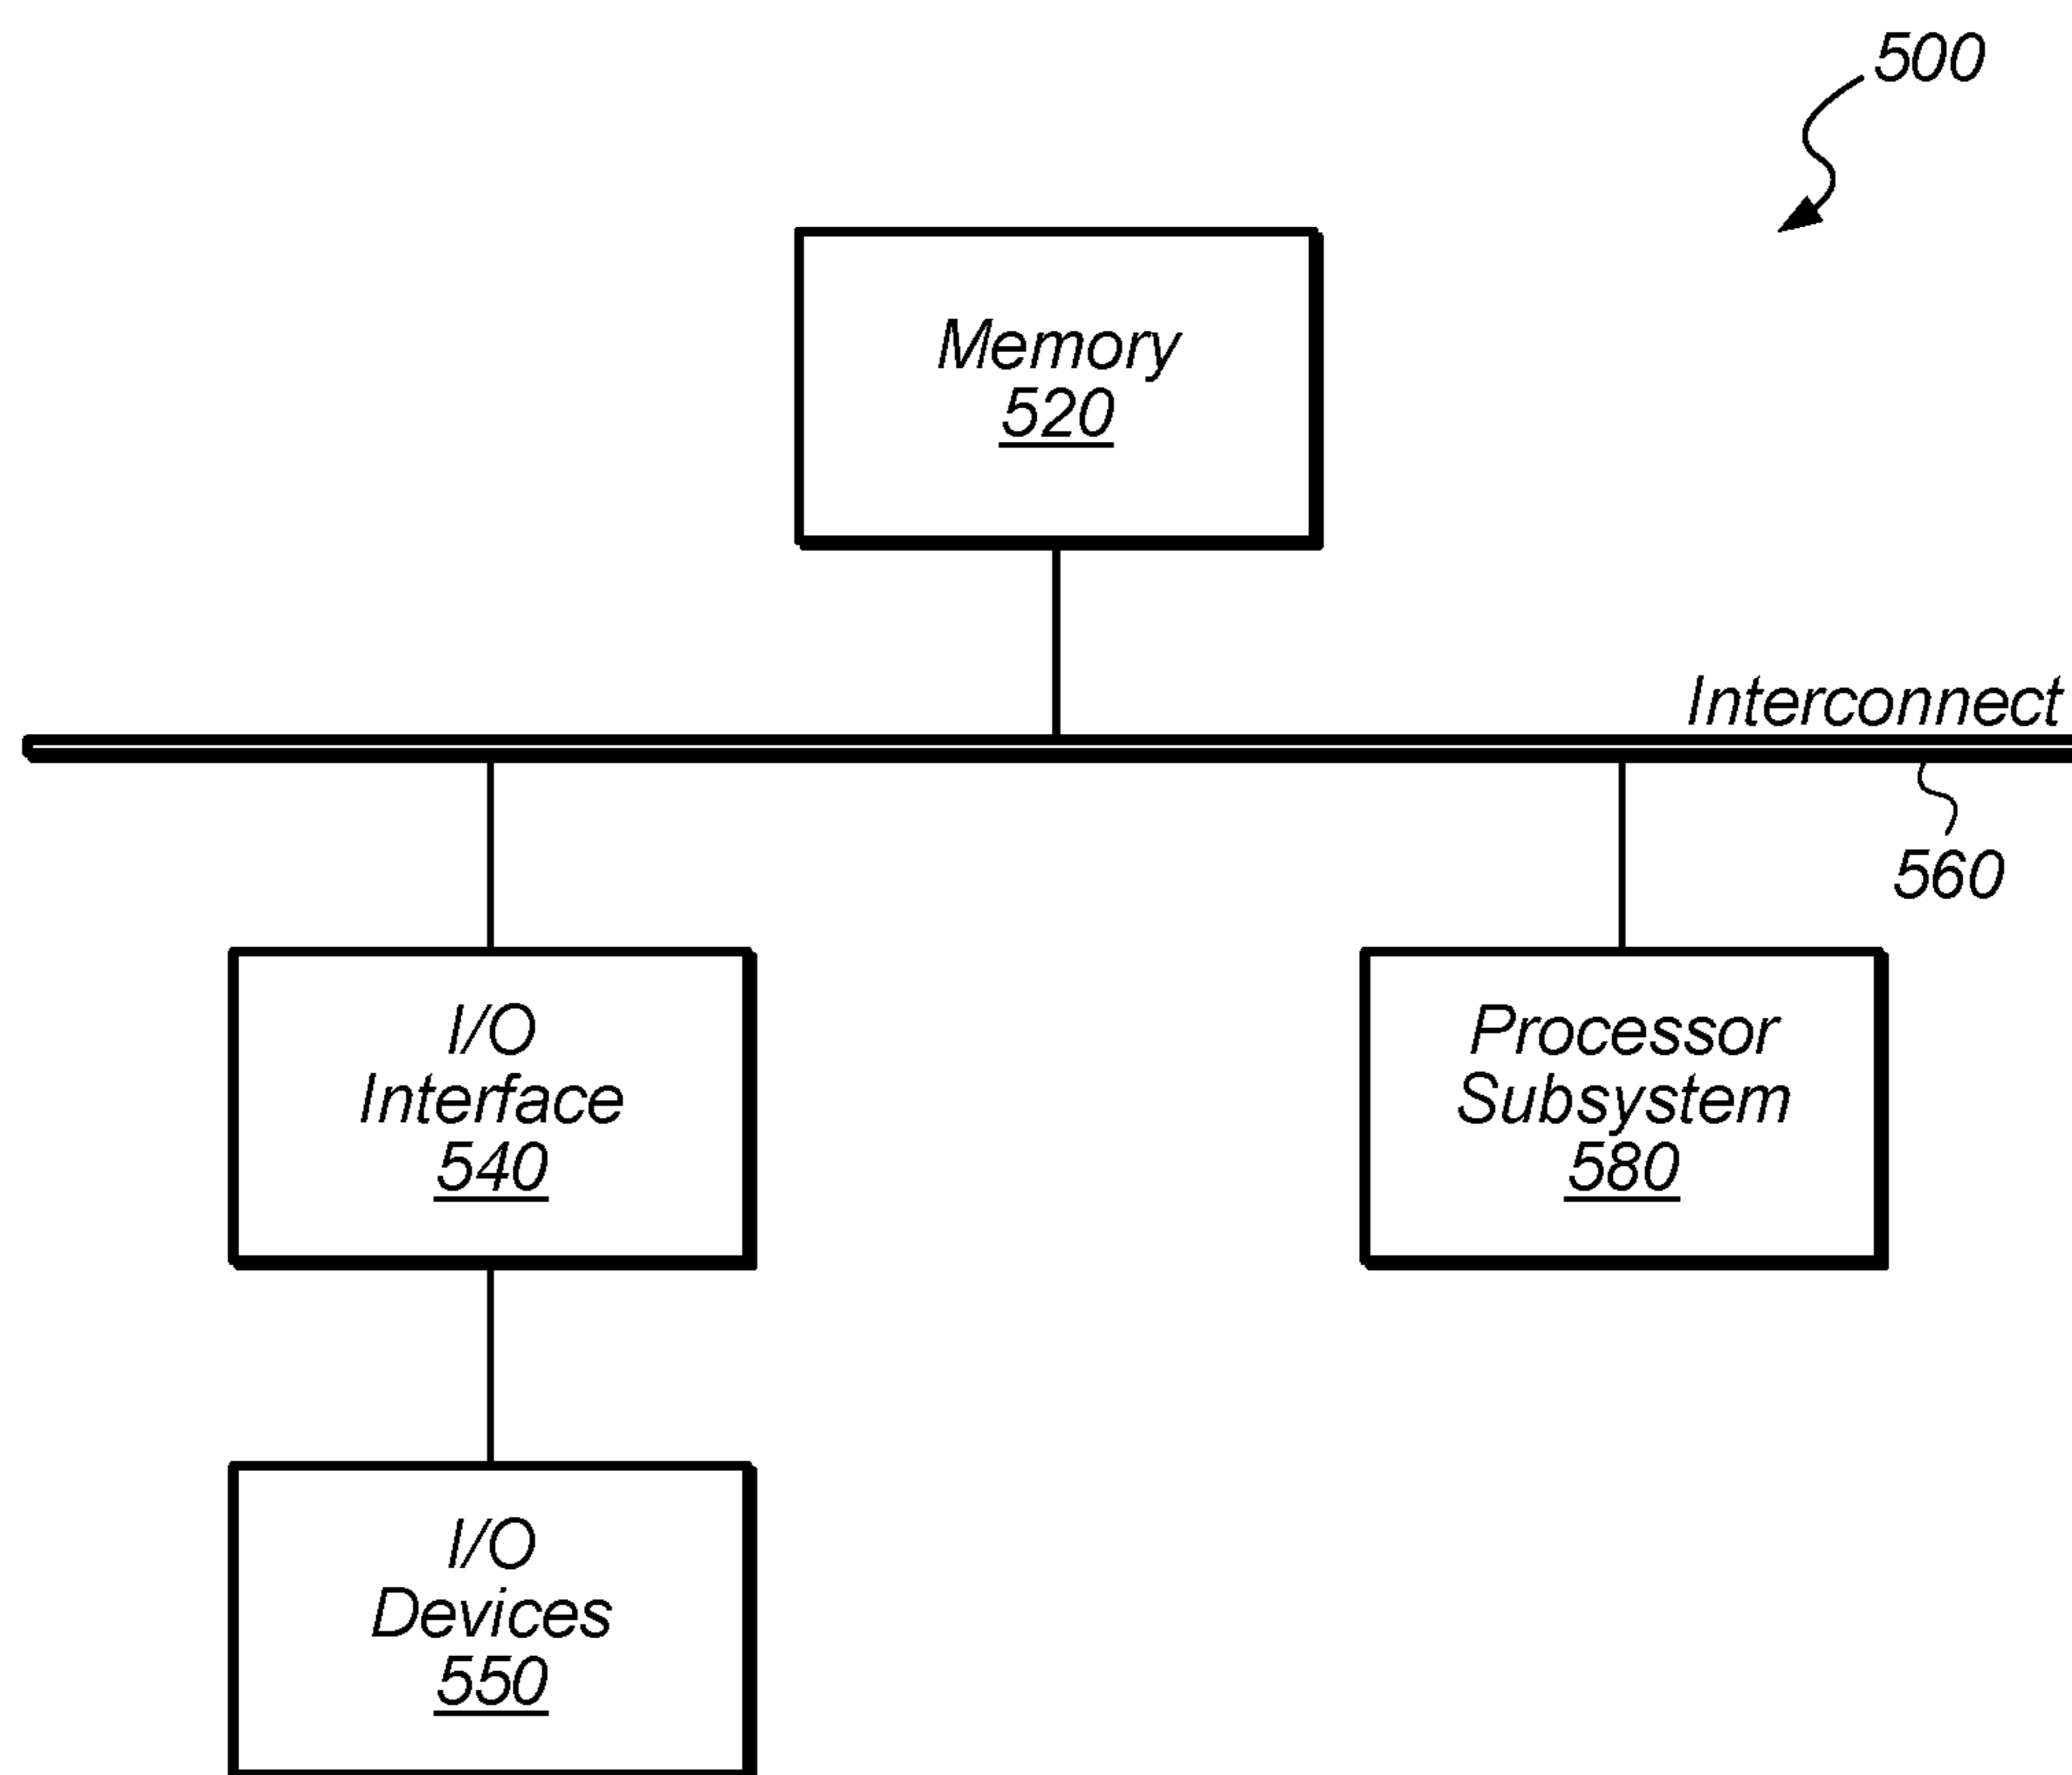 500
Memory
520
Interconnect
560
I/O
Interface
540
Processor
Subsystem
580
I/O
Devices
550